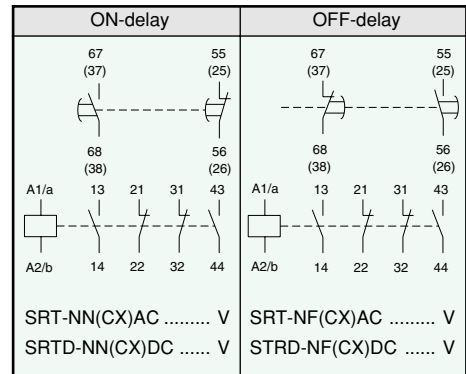 ON-delay OFF-delay
67 55 67 55
(37) (25) (37) (25)
68 56 68 56
(38) (26) (38) (26)
A1/a 13 21 31 43 A1/a 13 21 31 43
A2/b 14 22 32 44 A2/b 14 22 32 44
SRT-NN(CX)AC ......... V SRT-NF(CX)AC ......... V
SRTD-NN(CX)DC ...... V STRD-NF(CX)DC ...... V